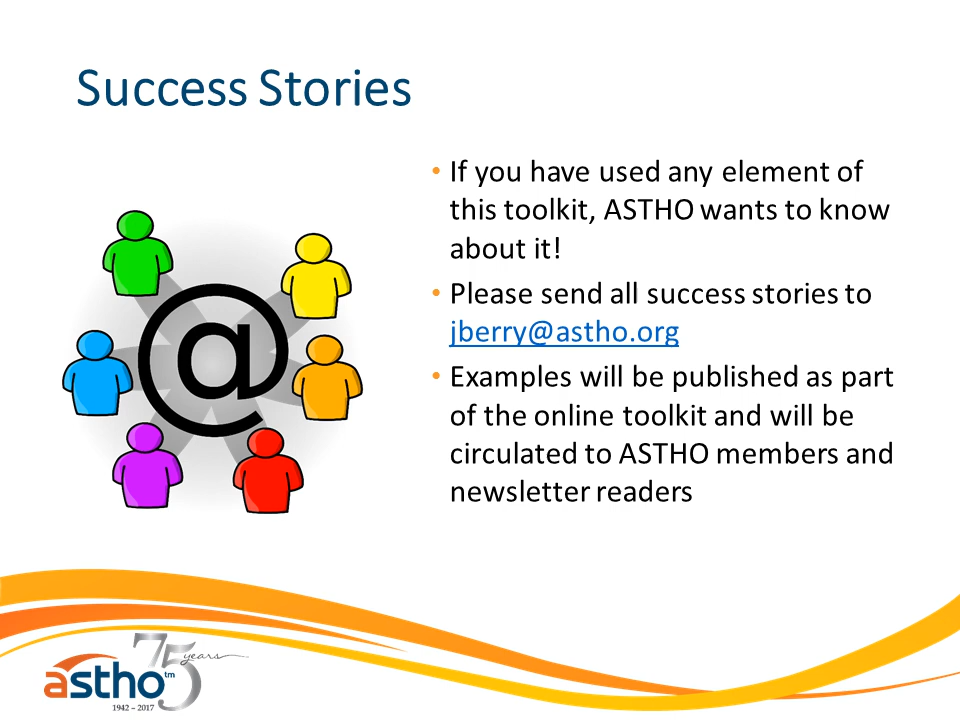 Success Stories
• If you have used any element of
this toolkit, ASTHO wants to know
about it!
• Please send all success stories to
jberry@astho.org
• Examples will be published as part
of the online toolkit and will be
circulated to ASTHO members and
newsletter readers
@
75 years
astho™
1942 – 2017